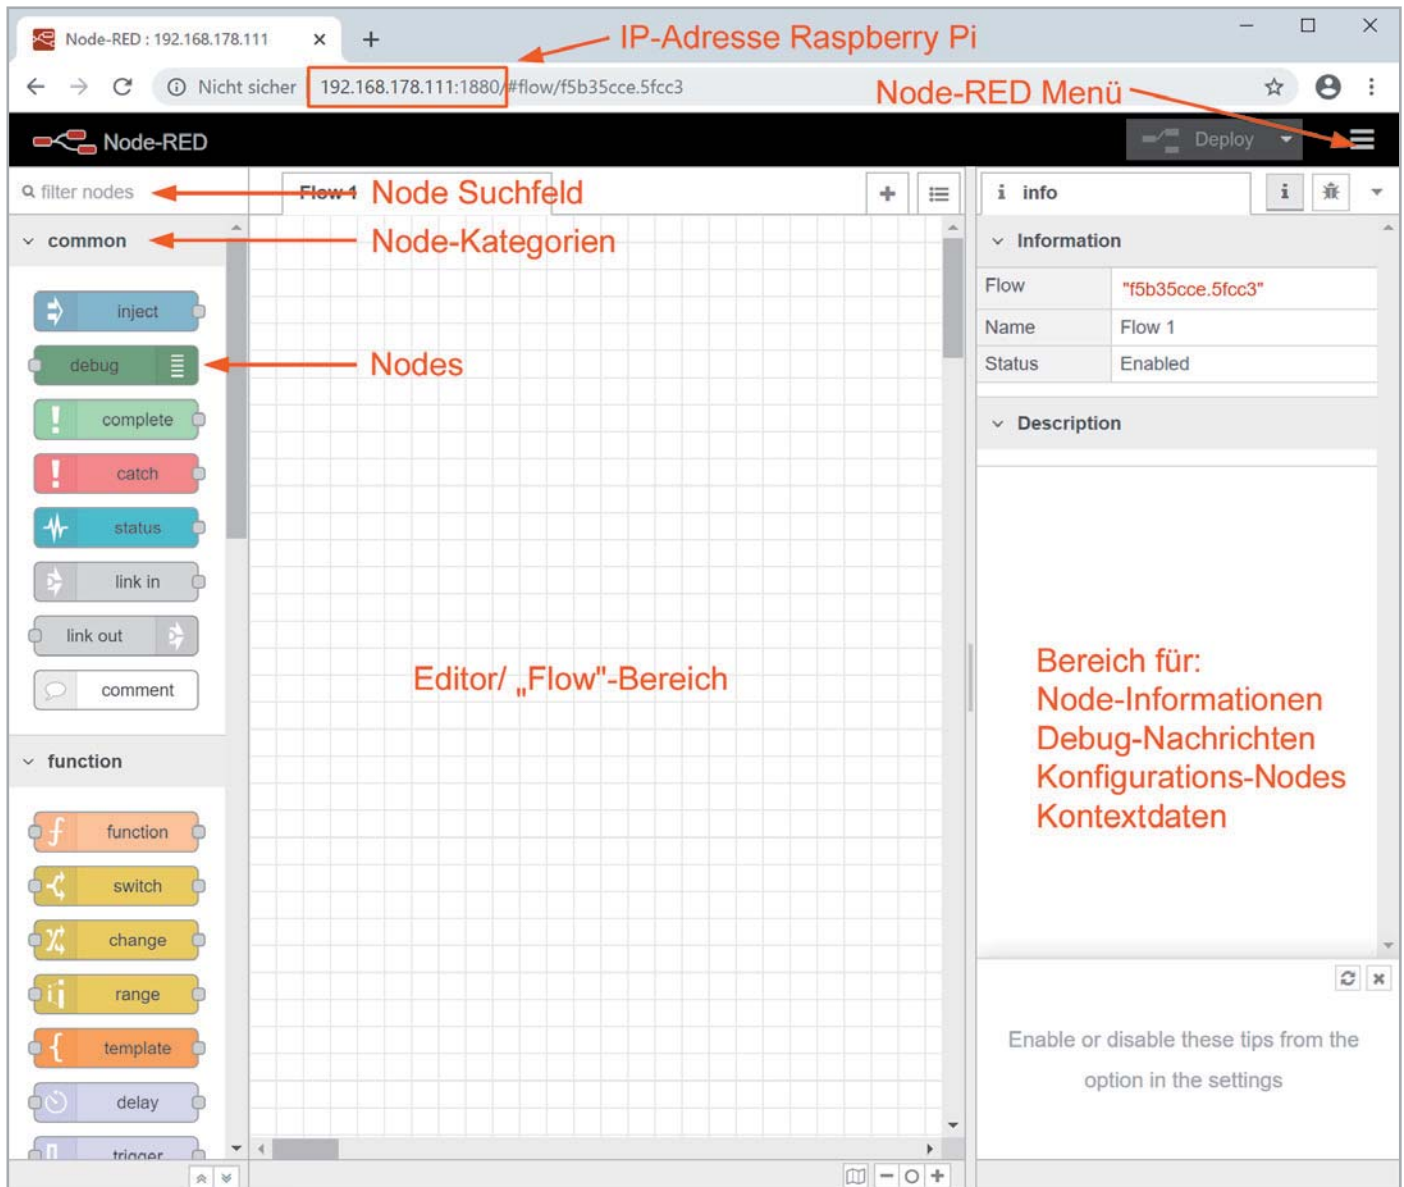 Node-RED : 192.168.178.111
IP-Adresse Raspberry Pi
Nicht sicher
192.168.178.111:1880/#flow/f5b35cce.5fcc3
Node-RED Menü
Node-RED
Deploy
filter nodes
Node Suchfeld
Flow 1
info
common
Node-Kategorien
inject
debug
Nodes
complete
catch
status
link in
link out
comment
function
function
switch
change
range
template
delay
trigger
Editor/ „Flow"-Bereich
Information
Flow "f5b35cce.5fcc3"
Name Flow 1
Status Enabled
Description
Bereich für:
Node-Informationen
Debug-Nachrichten
Konfigurations-Nodes
Kontextdaten
Enable or disable these tips from the
option in the settings